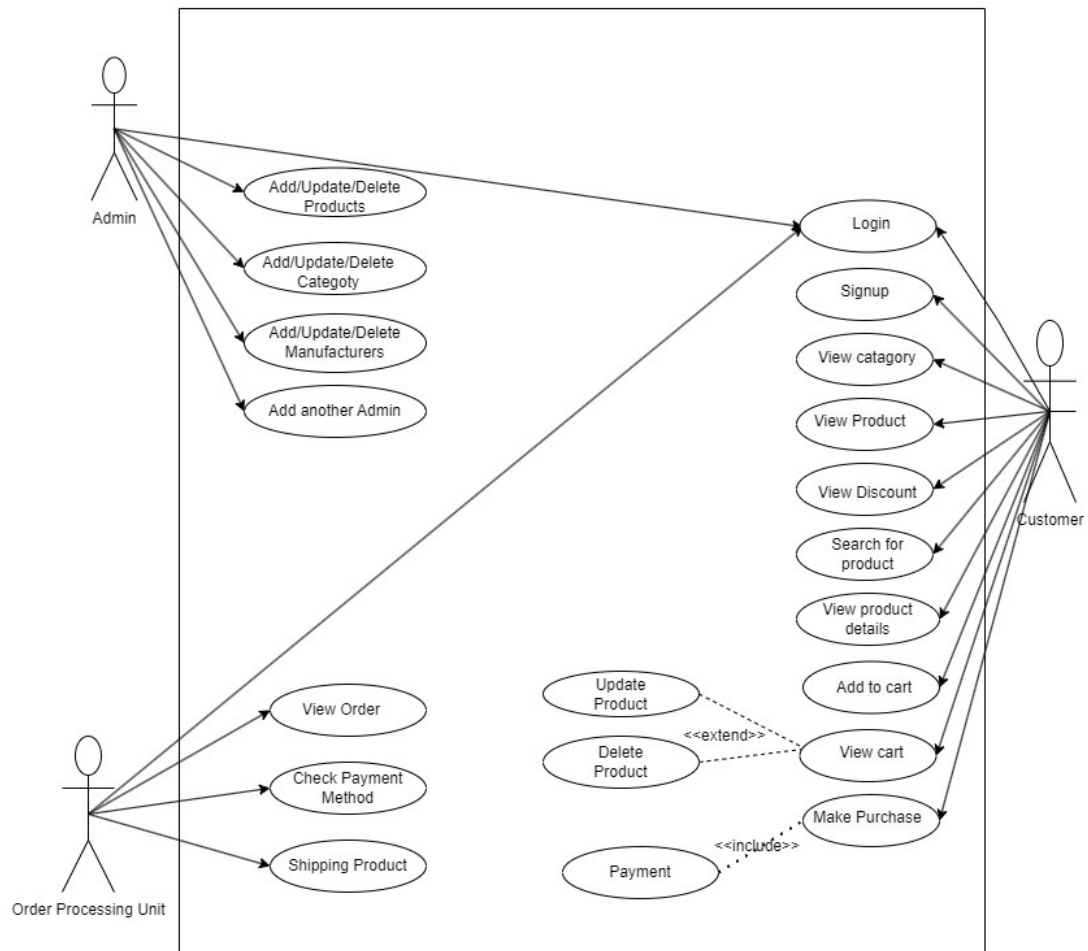 Admin
Add/Update/Delete
Products
Add/Update/Delete
Categoty
Add/Update/Delete
Manufacturers
Add another Admin
Login
Signup
View catagory
View Product
View Discount
Search for
product
View product
details
Add to cart
View cart
Make Purchase
Customer
Update
Product
<<extend>>
Delete
Product
<<include>>
Payment
View Order
Check Payment
Method
Shipping Product
Order Processing Unit